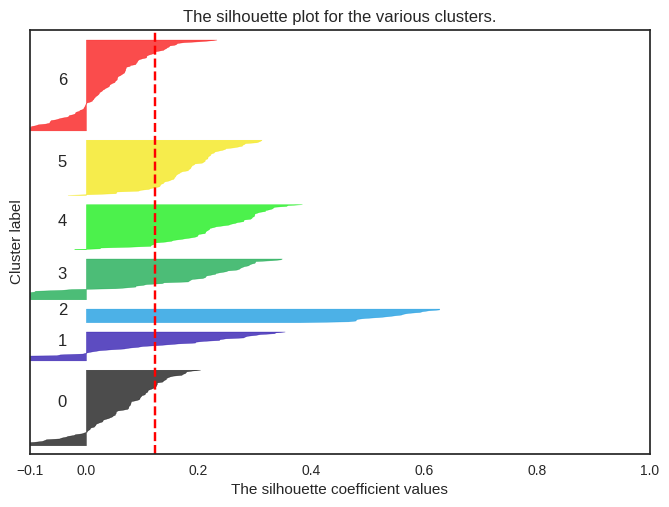 The silhouette plot for the various clusters.
Cluster label
6
5
4
3
2
1
0
−0.1 0.0 0.2 0.4 0.6 0.8 1.0
The silhouette coefficient values